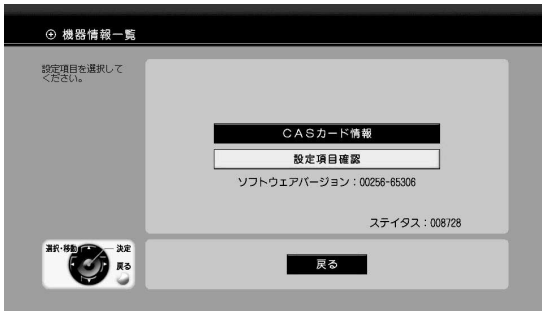 機器情報一覧
設定項目を選択して
ください。
CASカード情報
設定項目確認
ソフトウェアバージョン：00256-65306
ステイタス：008728
選択・移動
決定
戻る
戻る